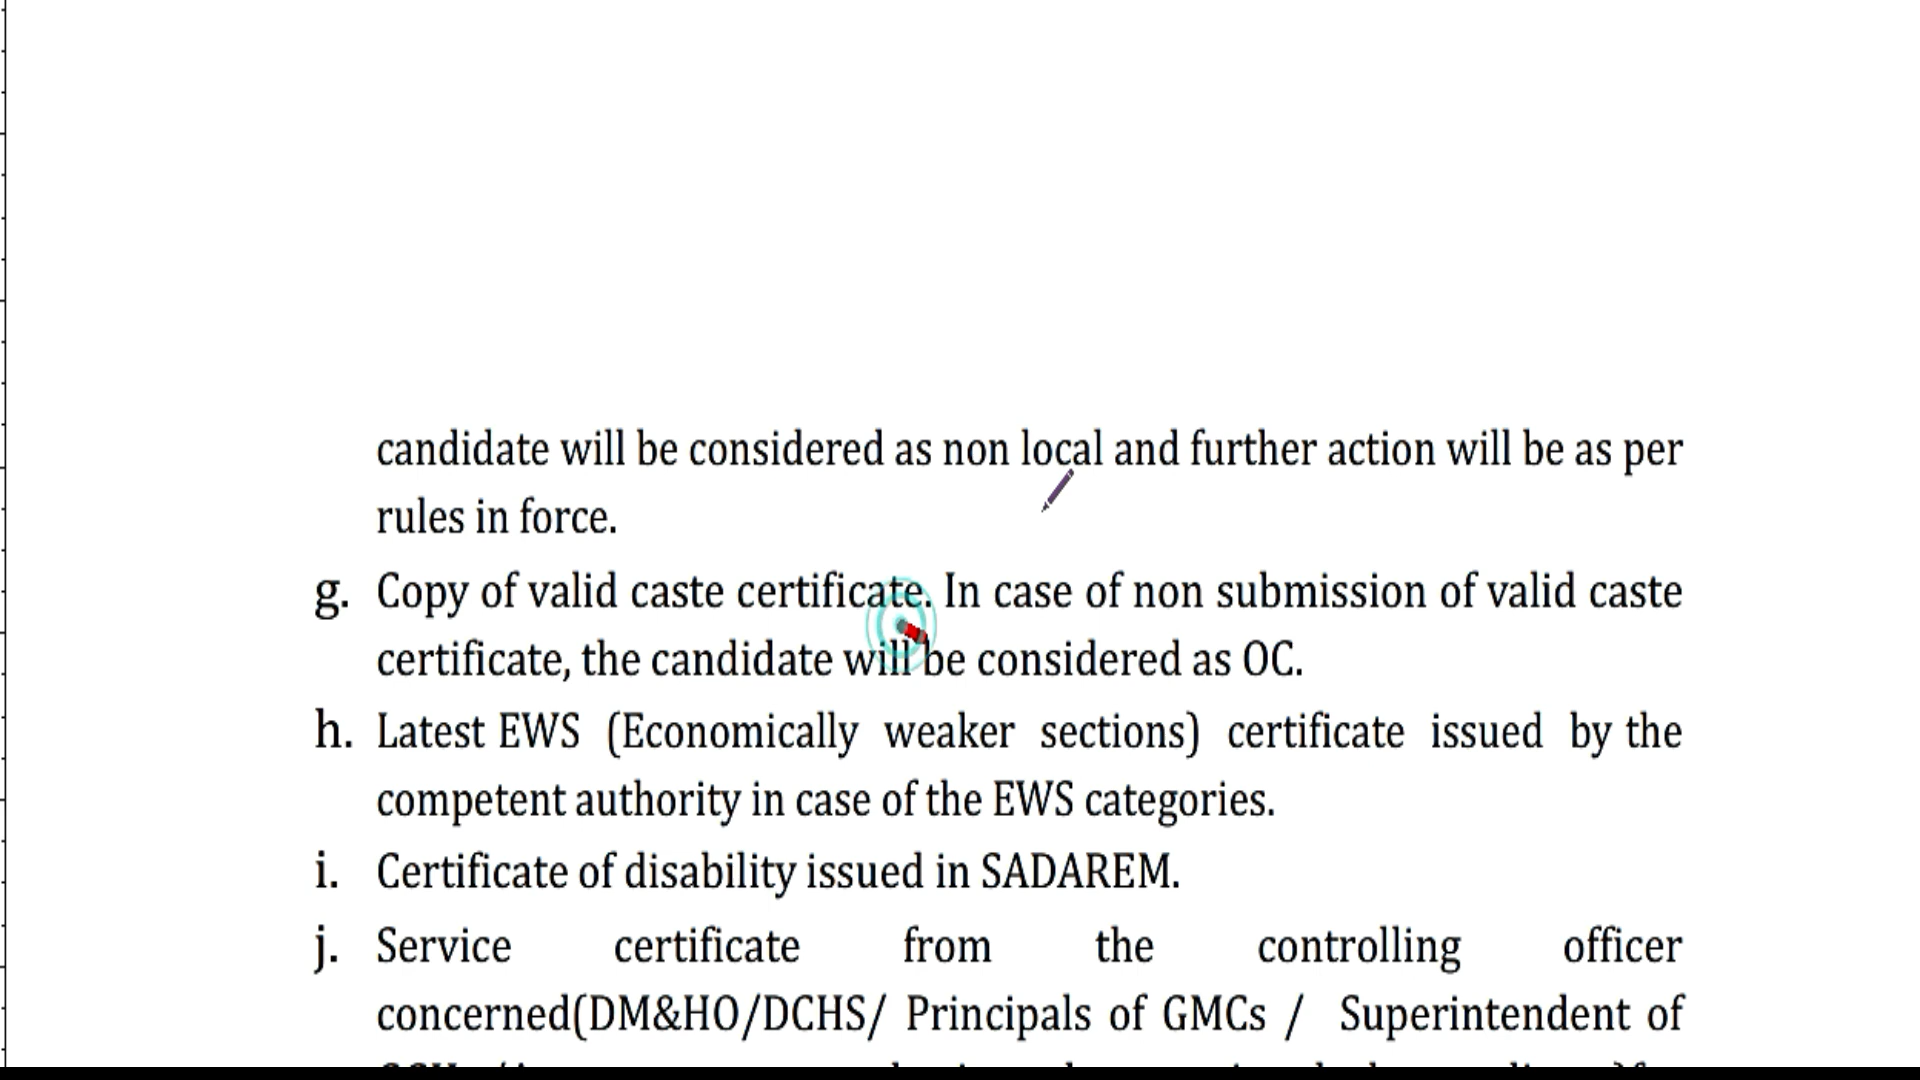 candidate will be considered as non local and further action will be as per
rules in force.
g. Copy of valid caste certificate. In case of non submission of valid caste
certificate, the candidate will be considered as OC.
h. Latest EWS (Economically weaker sections) certificate issued by the
competent authority in case of the EWS categories.
i. Certificate of disability issued in SADAREM.
j. Service certificate from the controlling officer
concerned(DM&HO/DCHS/ Principals of GMCs / Superintendent of